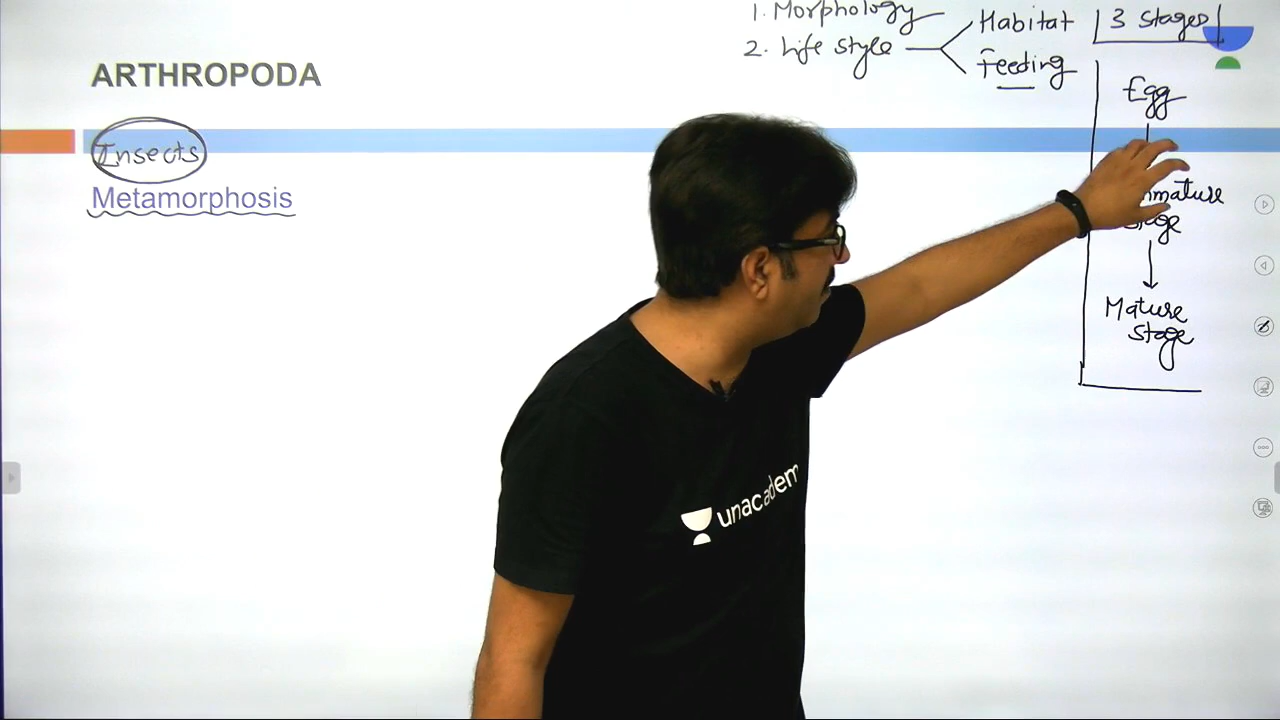 1. Morphology
2. Life style
Habitat
Feeding
3 stages
ARTHROPODA
Insects
Metamorphosis
Egg
Mature
stage
unacadem